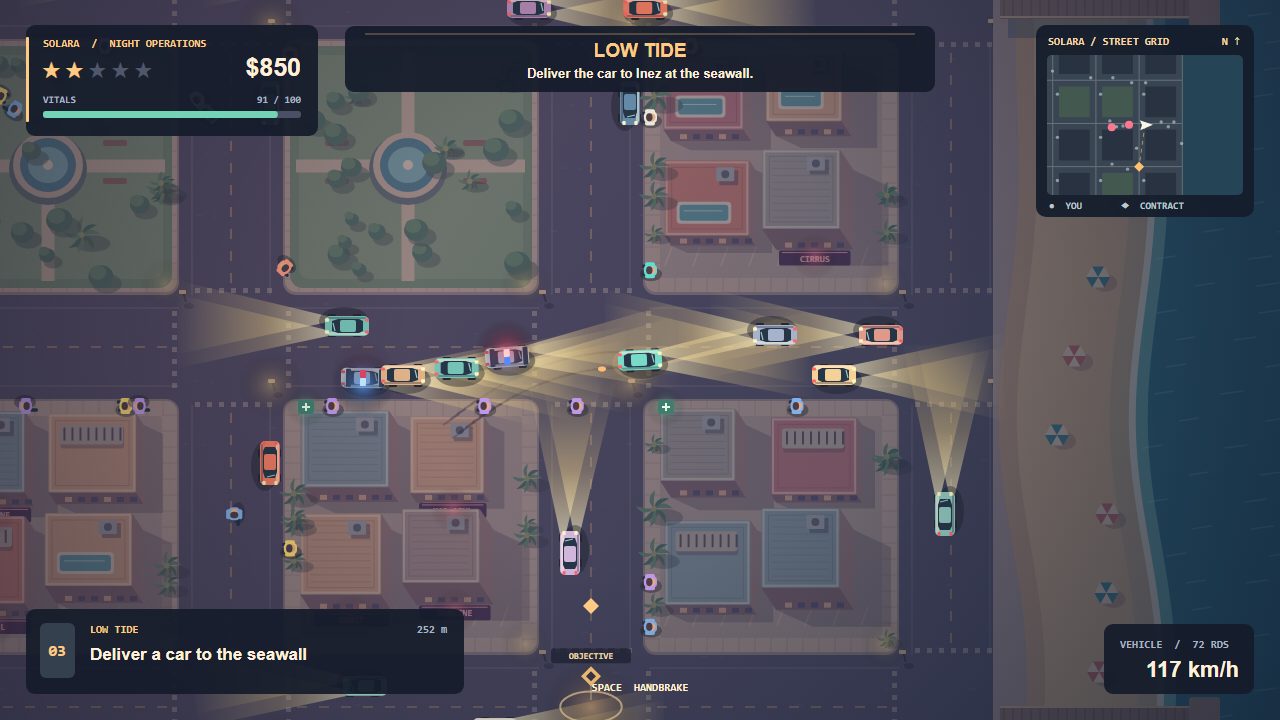 SOLARA / NIGHT OPERATIONS
$850
VITALS 91 / 100
LOW TIDE
Deliver the car to Inez at the seawall.
SOLARA / STREET GRID N ↑
YOU CONTRACT
CIRRUS
03
LOW TIDE 252 m
Deliver a car to the seawall
OBJECTIVE
SPACE HANDBRAKE
VEHICLE / 72 RDS
117 km/h